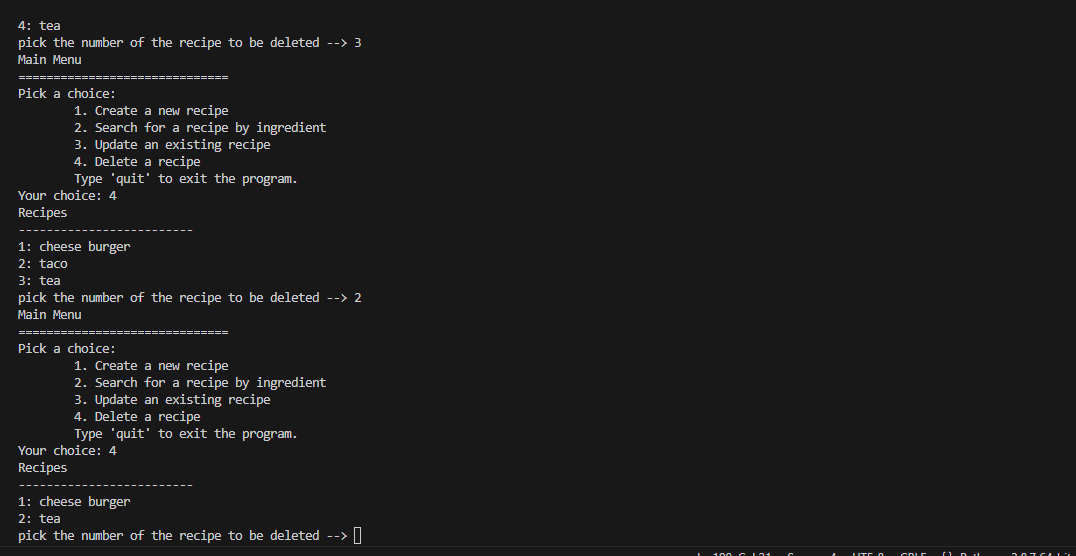 4: tea
pick the number of the recipe to be deleted --> 3
Main Menu
==============================
Pick a choice:
1. Create a new recipe
2. Search for a recipe by ingredient
3. Update an existing recipe
4. Delete a recipe
Type 'quit' to exit the program.
Your choice: 4
Recipes
-------------------------
1: cheese burger
2: taco
3: tea
pick the number of the recipe to be deleted --> 2
Main Menu
==============================
Pick a choice:
1. Create a new recipe
2. Search for a recipe by ingredient
3. Update an existing recipe
4. Delete a recipe
Type 'quit' to exit the program.
Your choice: 4
Recipes
-------------------------
1: cheese burger
2: tea
pick the number of the recipe to be deleted -->